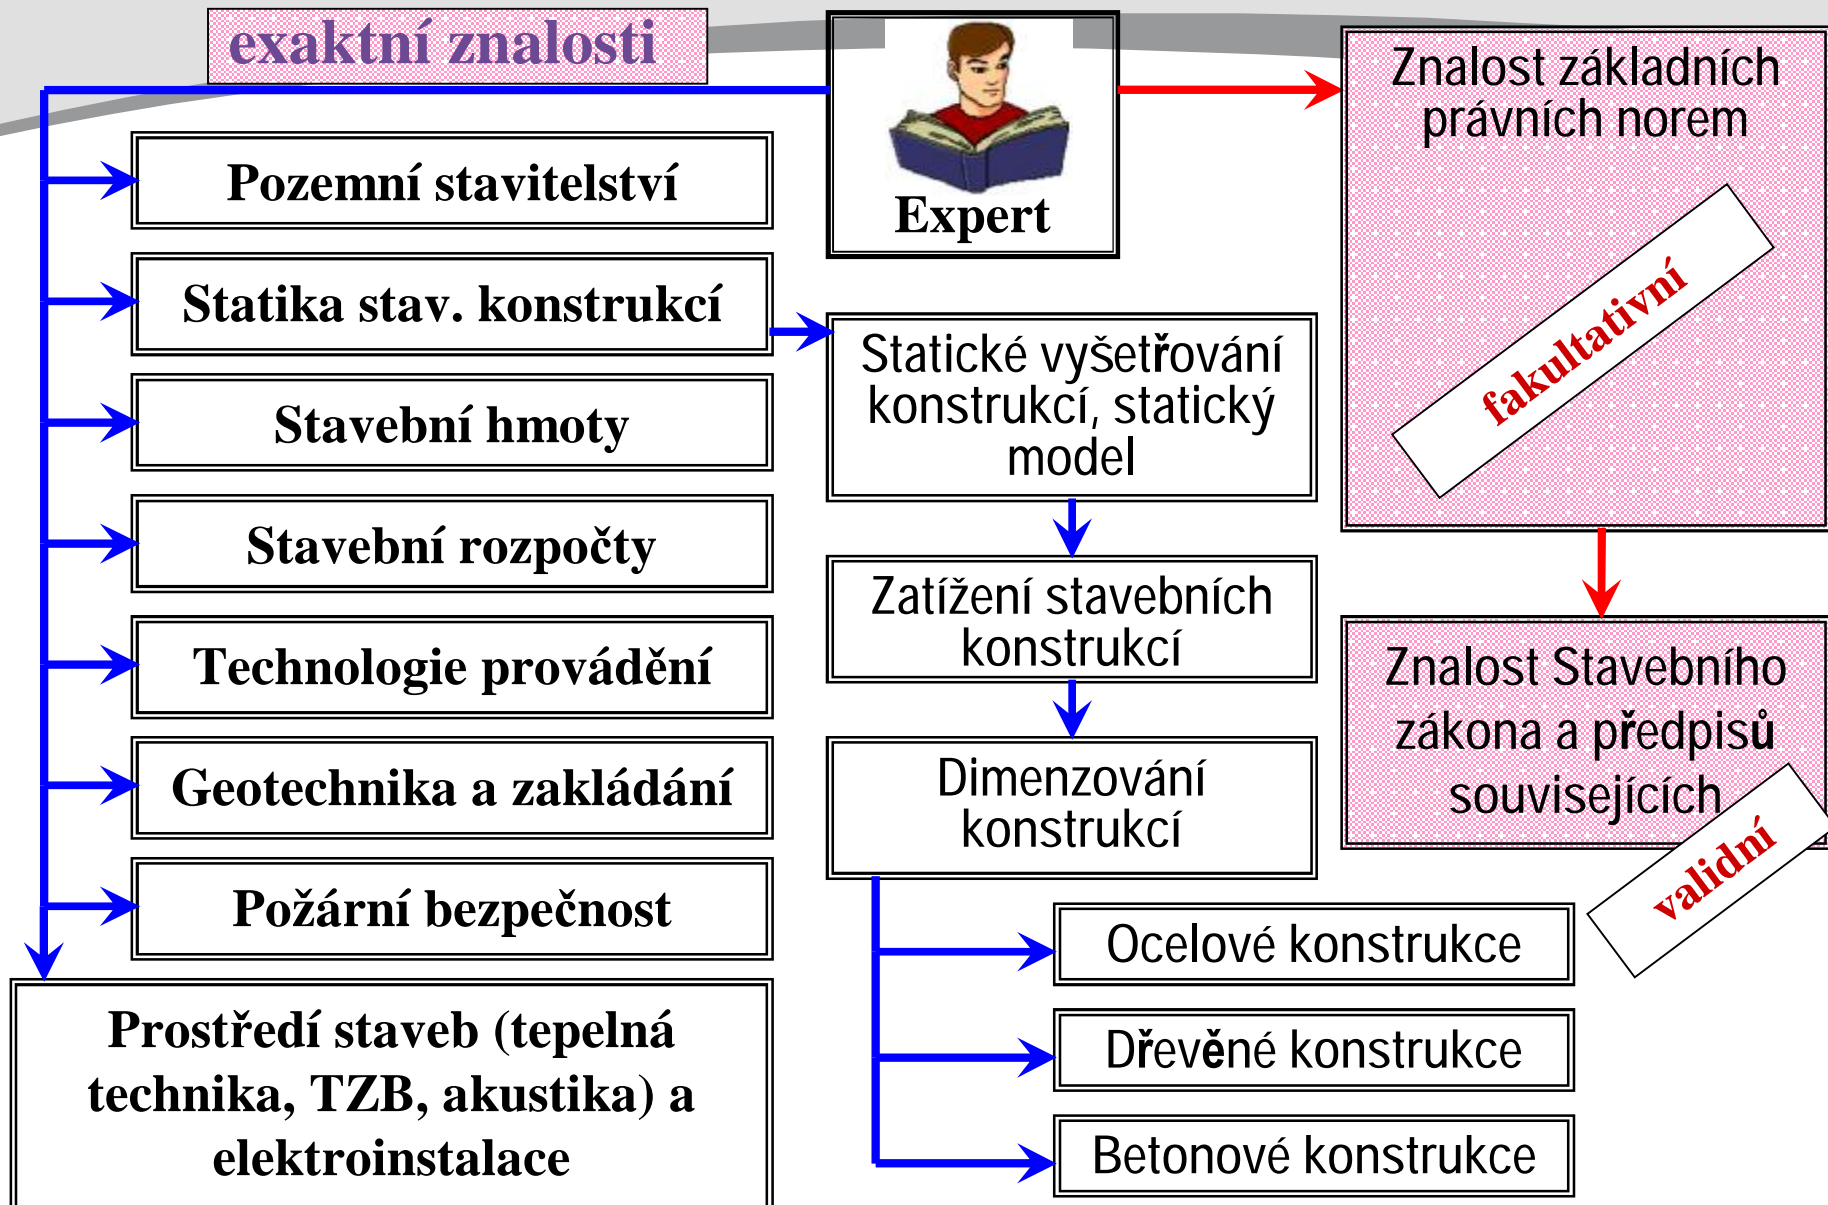 exaktní znalosti
Expert
Pozemní stavitelství
Statika stav. konstrukcí
Stavební hmoty
Stavební rozpočty
Technologie provádění
Geotechnika a zakládání
Požární bezpečnost
Prostředí staveb (tepelná
technika, TZB, akustika) a
elektroinstalace
Statické vyšetřování
konstrukcí, statický
model
Zatížení stavebních
konstrukcí
Dimenzování
konstrukcí
Ocelové konstrukce
Dřevěné konstrukce
Betonové konstrukce
Znalost základních
právních norem
fakultativní
Znalost Stavebního
zákona a předpisů
souvisejících
validní